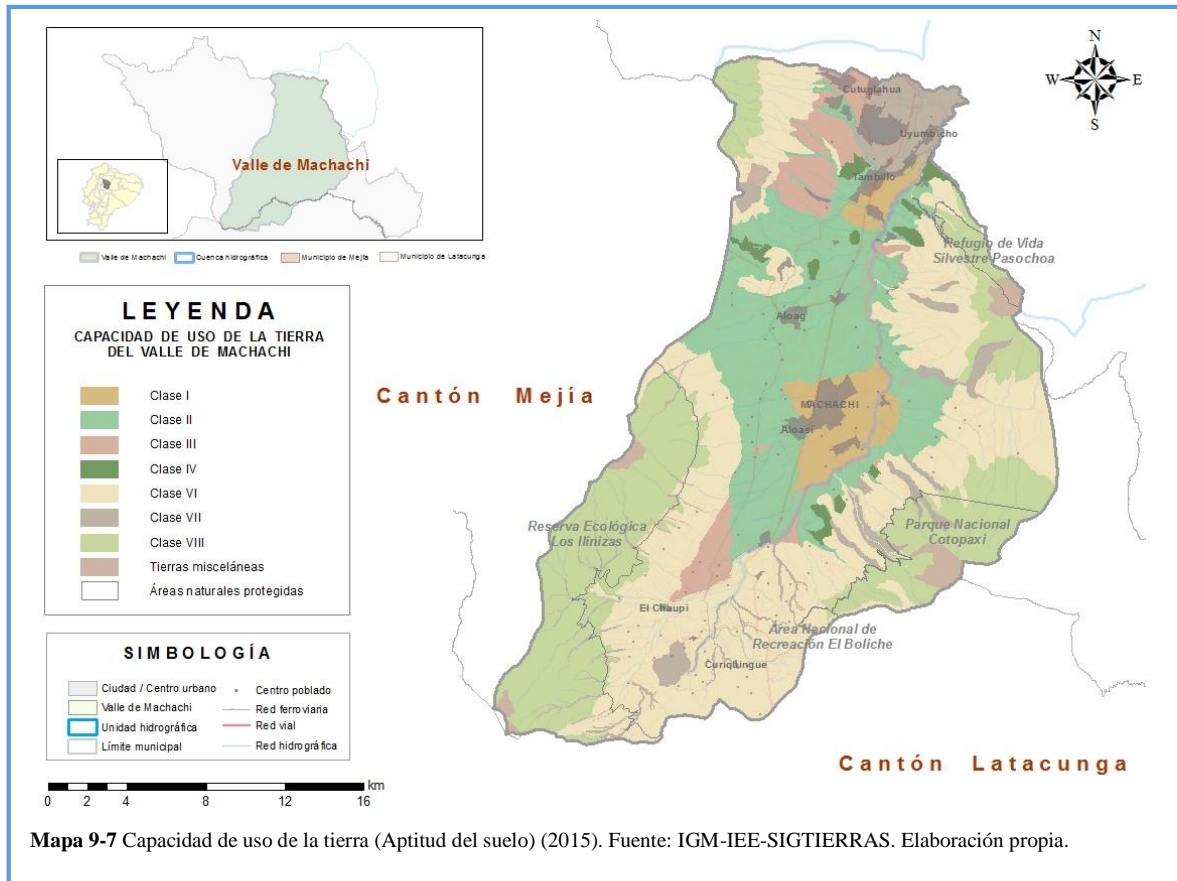 Valle de Machachi
Valle de Machachi
Cuenca hidrográfica
Municipio de Mejía
Municipio de Latacunga
LEYENDA
CAPACIDAD DE USO DE LA TIERRA
DEL VALLE DE MACHACHI
Clase I
Clase II
Clase III
Clase IV
Clase VI
Clase VII
Clase VIII
Tierras misceláneas
Áreas naturales protegidas
SIMBOLOGÍA
Ciudad / Centro urbano
Valle de Machachi
Unidad hidrográfica
Límite municipal
Centro poblado
Red ferroviaria
Red vial
Red hidrográfica
0 2 4 8 12 16
km
N
W E
S
Cutuglahua
Uyumbicho
Tambillo
Refugio de Vida
Silvestre Pasochoa
Aloag
Cantón Mejía
MACHACHI
Aloasi
Reserva Ecológica
Los Ilinizas
Parque Nacional
Cotopaxi
El Chaupi
Área Nacional de
Recreación El Boliche
Curiquingue
Cantón Latacunga
Mapa 9-7 Capacidad de uso de la tierra (Aptitud del suelo) (2015). Fuente: IGM-IEE-SIGTIERRAS. Elaboración propia.